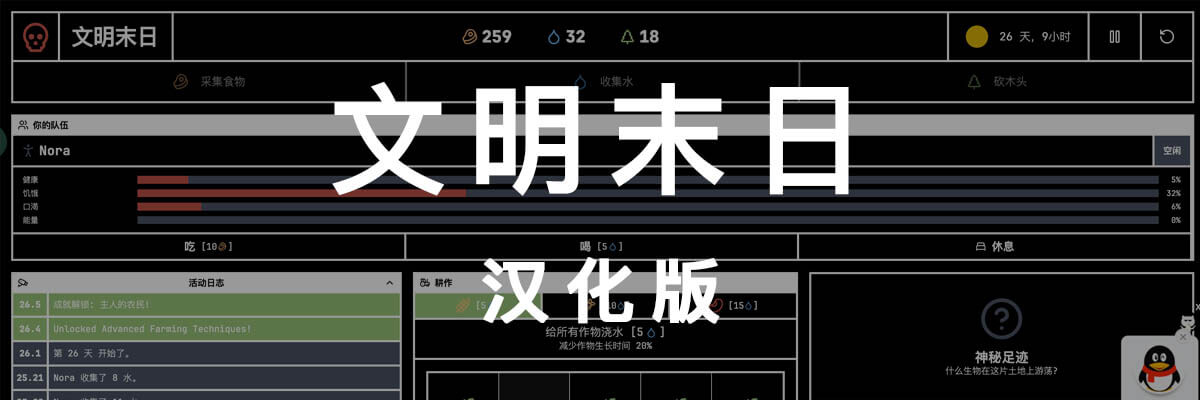 文明末日
259 32 18
26 天, 9小时
采集食物 收集水 砍木头
文明末日
你的队伍
Nora
空闲
健康 5%
饥饿 32%
口渴 6%
能量 0%
吃 [10] 喝 [5] 休息
汉化版
活动日志
26.5 成就解锁: 主人的农民!
26.4 Unlocked Advanced Farming Techniques!
26.1 第 26 天 开始了。
25.21 Nora 收集了 8 水。
耕作
[15]
给所有作物浇水 [5]
减少作物生长时间 20%
神秘足迹
什么生物在这片土地上游荡?